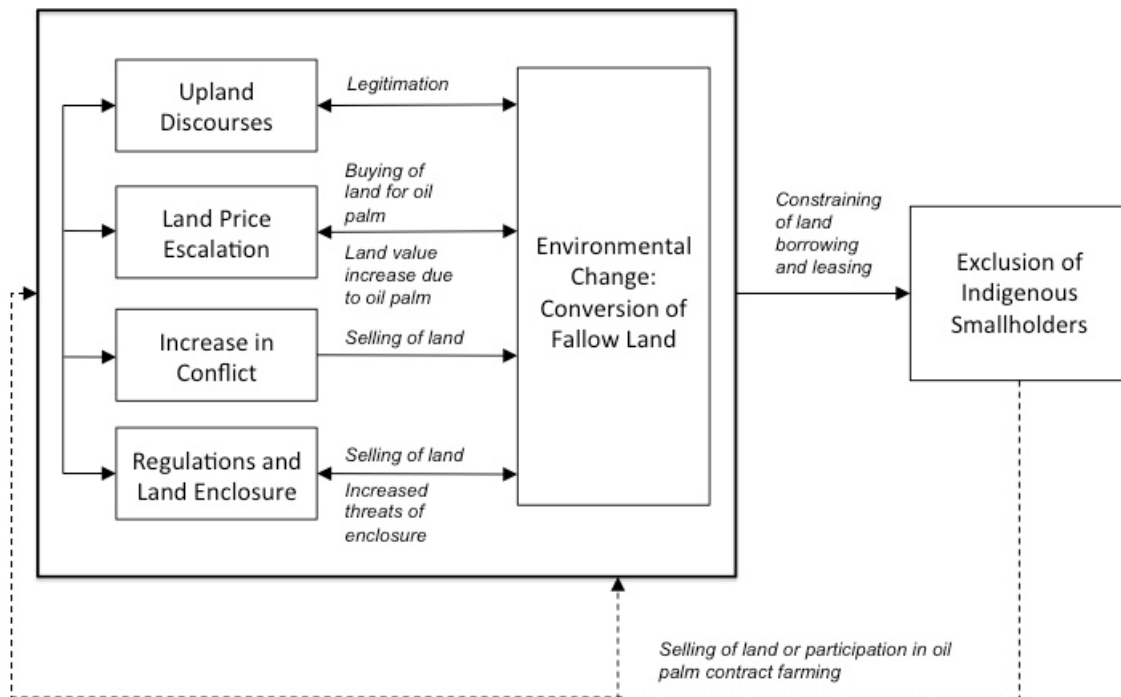 Upland
Discourses
Legitimation
Land Price
Escalation
Buying of
land for oil
palm
Land value
increase due
to oil palm
Increase in
Conflict
Selling of land
Regulations and
Land Enclosure
Selling of land
Increased
threats of
enclosure
Environmental
Change:
Conversion of
Fallow Land
Constraining
of land
borrowing
and leasing
Exclusion of
Indigenous
Smallholders
Selling of land or participation in oil
palm contract farming